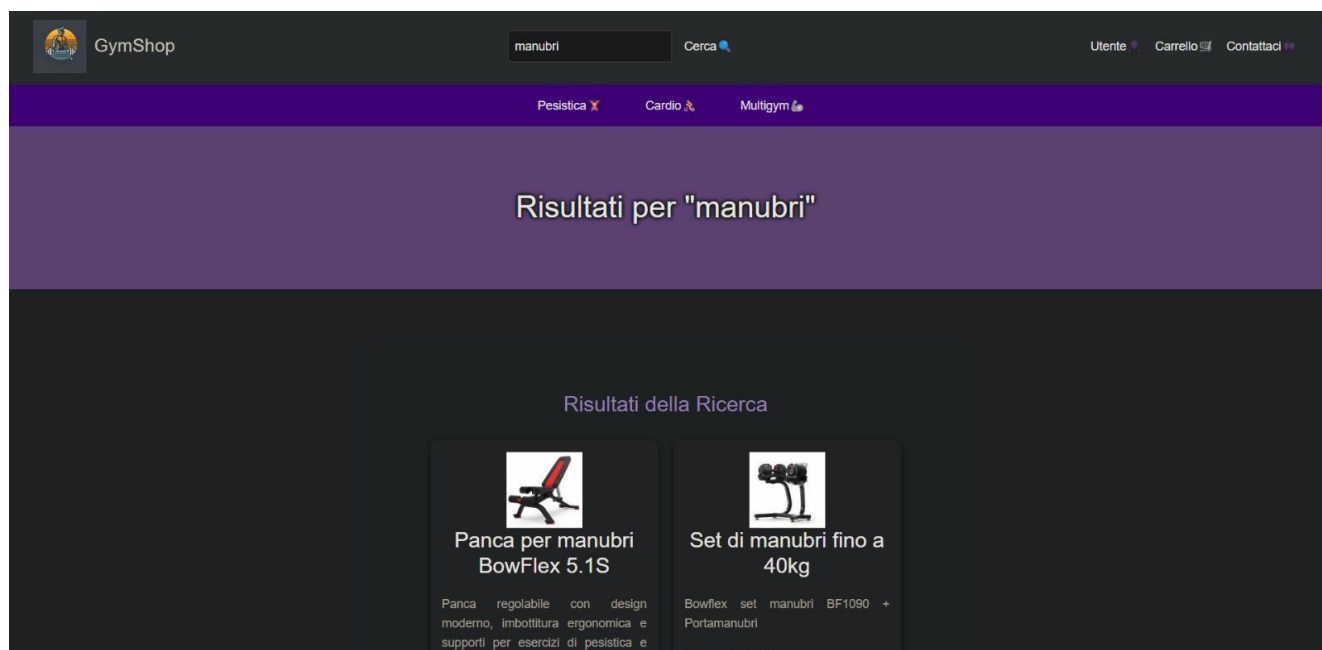 GymShop
manubri
Cerca
Utente
Carrello
Contattaci
Pesistica
Cardio
Multigym
Risultati per "manubri"
Risultati della Ricerca
Panca per manubri
BowFlex 5.1S
Panca regolabile con design
moderno, imbottitura ergonomica e
supporti per esercizi di pesistica e
Set di manubri fino a
40kg
Bowflex set manubri BF1090 +
Portamanubri